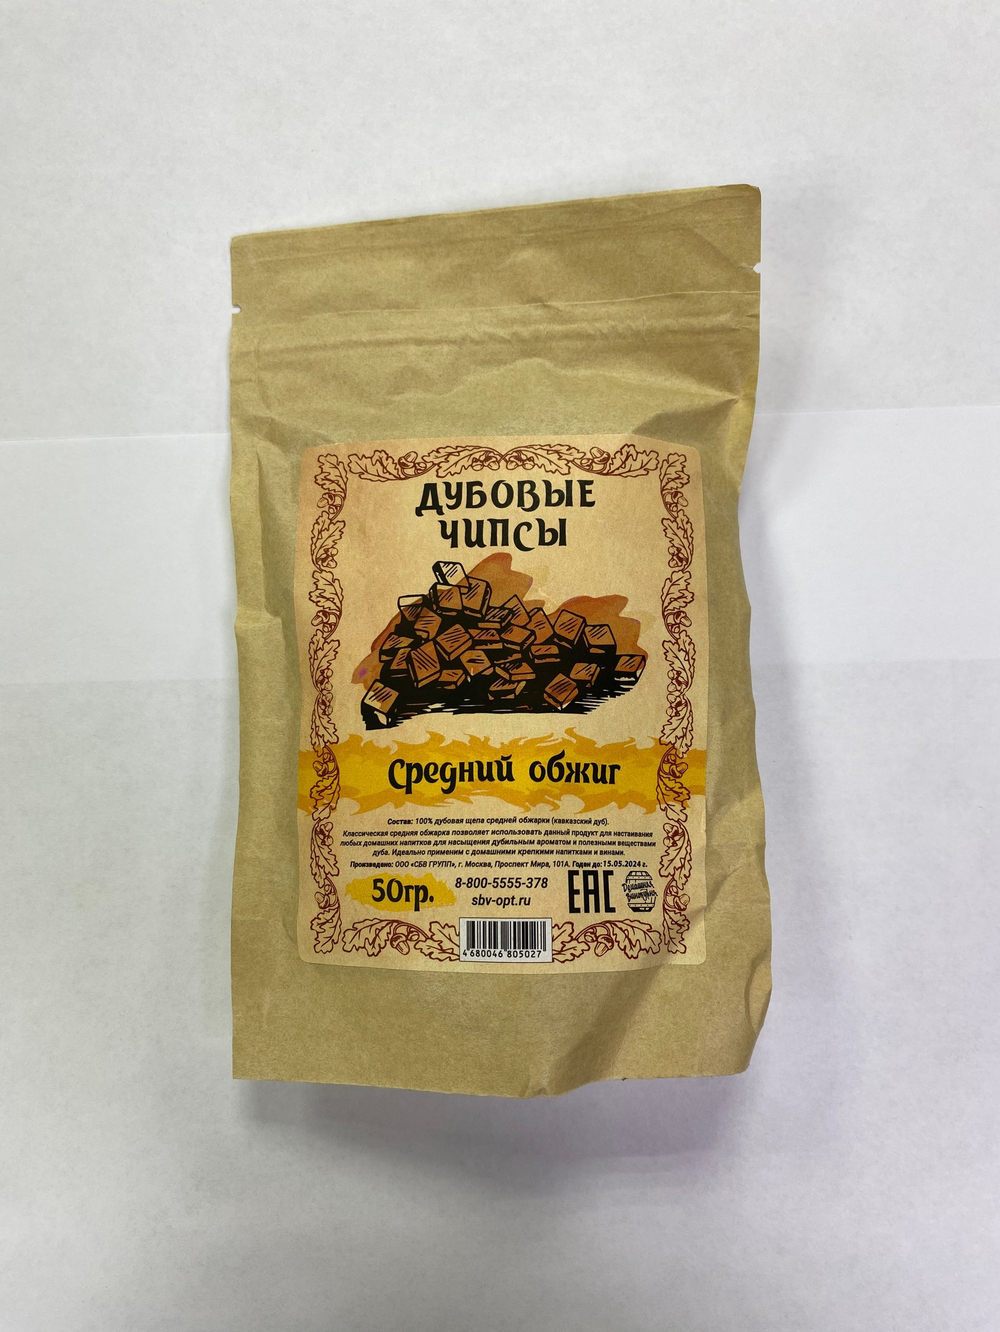 ДУБОВЫЕ
ЧИПСЫ
Средний обжиг
Состав: 100% дубовая щепа средней обжарки (кавказский дуб).
Классическая средняя обжарка позволяет использовать данный продукт для настаивания
любых домашних напитков для насыщения дубильным ароматом и полезными веществами
дуба. Идеально применим с домашними крепкими напитками и винами.
Произведено: ООО «СБВ ГРУПП», г. Москва, Проспект Мира, 101А. Годен до: 15.05.2024 г.
50гр.
8-800-5555-378
sbv-opt.ru
EAC
Домашняя
Винокурня
4 680046 805027